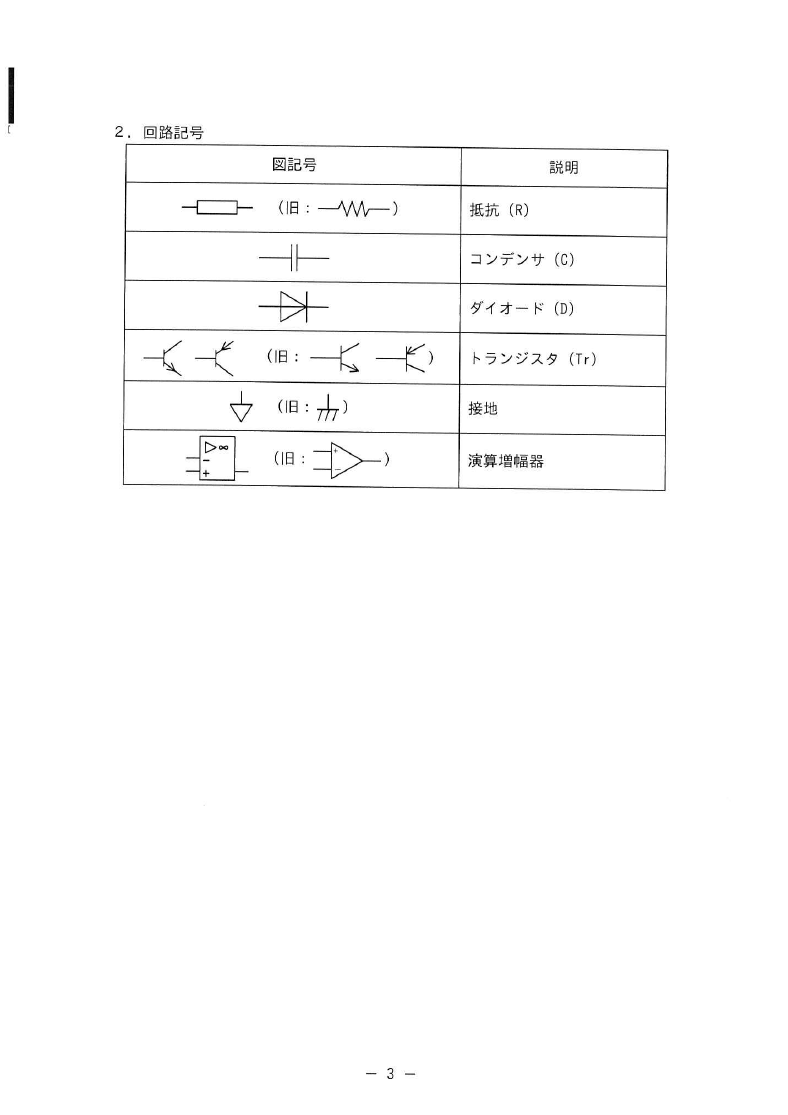 2. 回路記号
図記号 説明
(旧: ) 抵抗 (R)
コンデンサ (C)
ダイオード (D)
(旧: ) トランジスタ (Tr)
(旧: ) 接地
▷∞
－
＋
(旧: + － ) 演算増幅器
－ 3 －